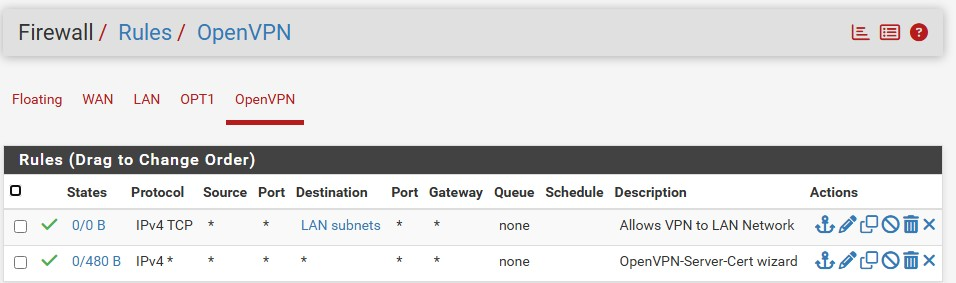 Firewall / Rules / OpenVPN
Floating WAN LAN OPT1 OpenVPN
Rules (Drag to Change Order)
States Protocol Source Port Destination Port Gateway Queue Schedule Description Actions
0/0 B IPv4 TCP * * LAN subnets * * none Allows VPN to LAN Network
0/480 B IPv4 * * * * * * none OpenVPN-Server-Cert wizard